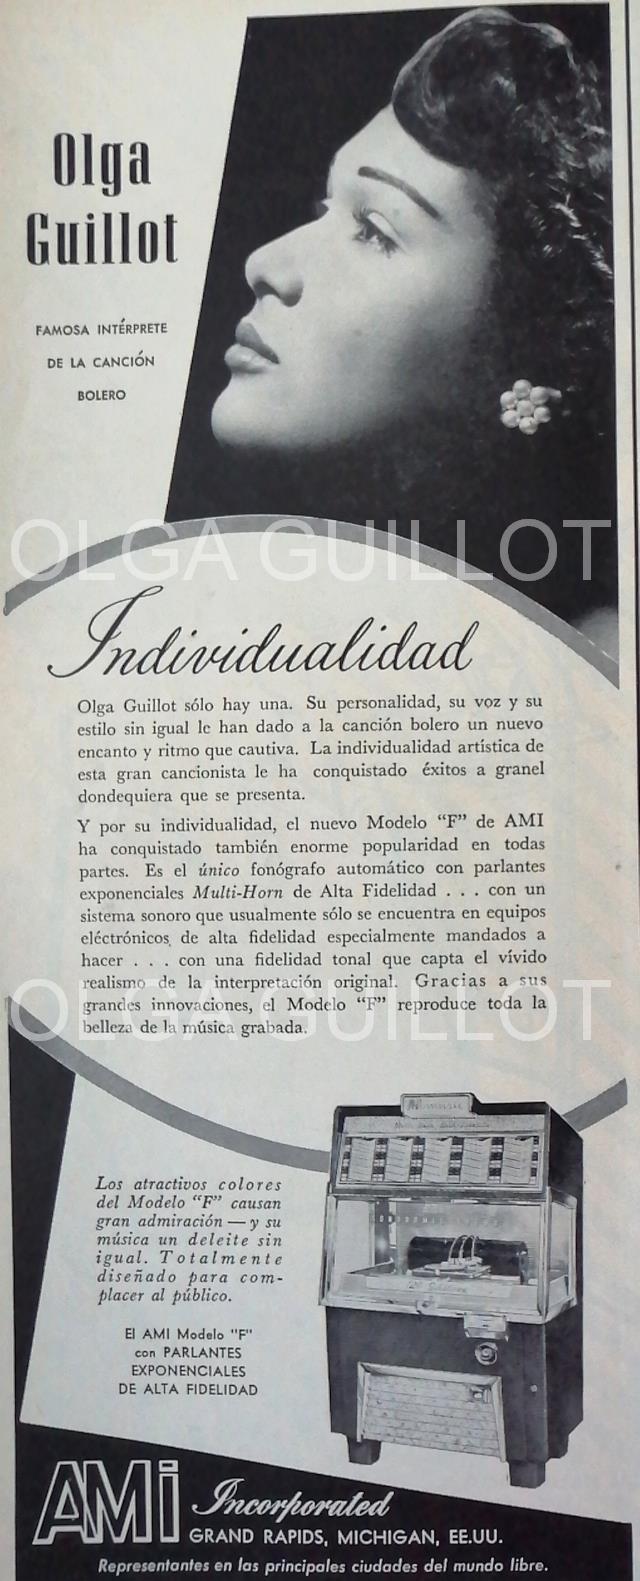 Olga
Guillot
FAMOSA INTÉRPRETE
DE LA CANCIÓN
BOLERO
OLGA GUILLOT
Individualidad
Olga Guillot sólo hay una. Su personalidad, su voz y su
estilo sin igual le han dado a la canción bolero un nuevo
encanto y ritmo que cautiva. La individualidad artística de
esta gran cancionista le ha conquistado éxitos a granel
dondequiera que se presenta.
Y por su individualidad, el nuevo Modelo “F” de AMI
ha conquistado también enorme popularidad en todas
partes. Es el único fonógrafo automático con parlantes
exponenciales Multi-Horn de Alta Fidelidad . . . con un
sistema sonoro que usualmente sólo se encuentra en equipos
eléctrónicos de alta fidelidad especialmente mandados a
hacer . . . con una fidelidad tonal que capta el vívido
realismo de la interpretación original. Gracias a sus
grandes innovaciones, el Modelo “F” reproduce toda la
belleza de la música grabada.
OLGA GUILLOT
Los atractivos colores
del Modelo “F” causan
gran admiración — y su
música un deleite sin
igual. Totalmente
diseñado para com-
placer al público.
El AMI Modelo "F"
con PARLANTES
EXPONENCIALES
DE ALTA FIDELIDAD
AMi Incorporated
GRAND RAPIDS, MICHIGAN, EE.UU.
Representantes en las principales ciudades del mundo libre.